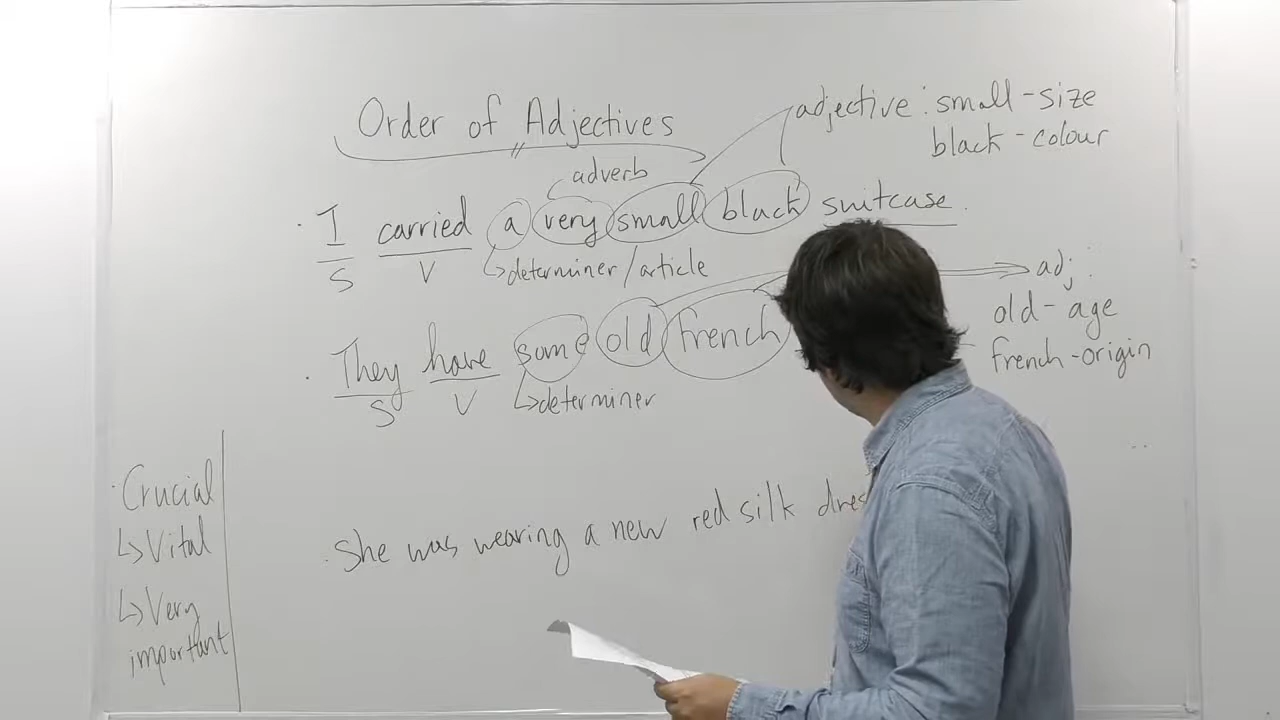 Order of Adjectives
adjective : small - size
black - colour
adverb
· I carried a very small black suitcase.
S V ↳ determiner / article
adj :
old - age
french - origin
· They have some old french
S V ↳ determiner
· Crucial
↳ Vital
↳ Very
important
· She was wearing a new red silk